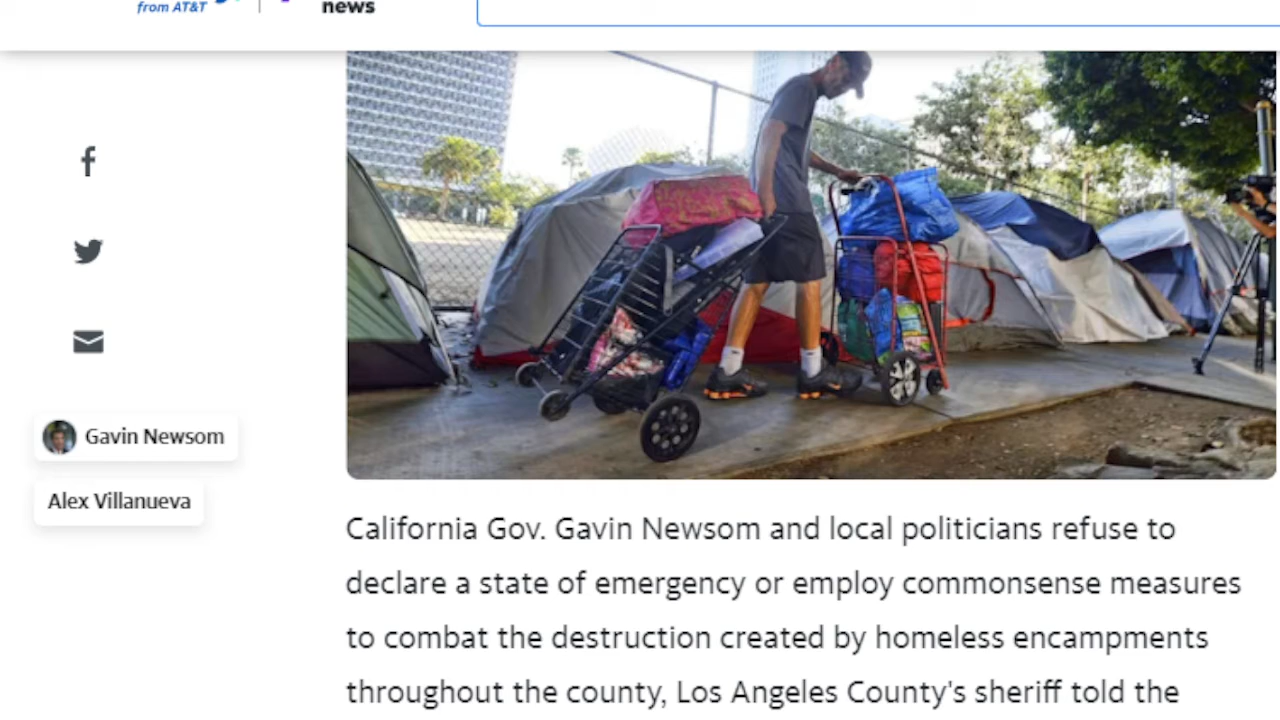 from AT&T
news
Gavin Newsom
Alex Villanueva
California Gov. Gavin Newsom and local politicians refuse to
declare a state of emergency or employ commonsense measures
to combat the destruction created by homeless encampments
throughout the county, Los Angeles County's sheriff told the